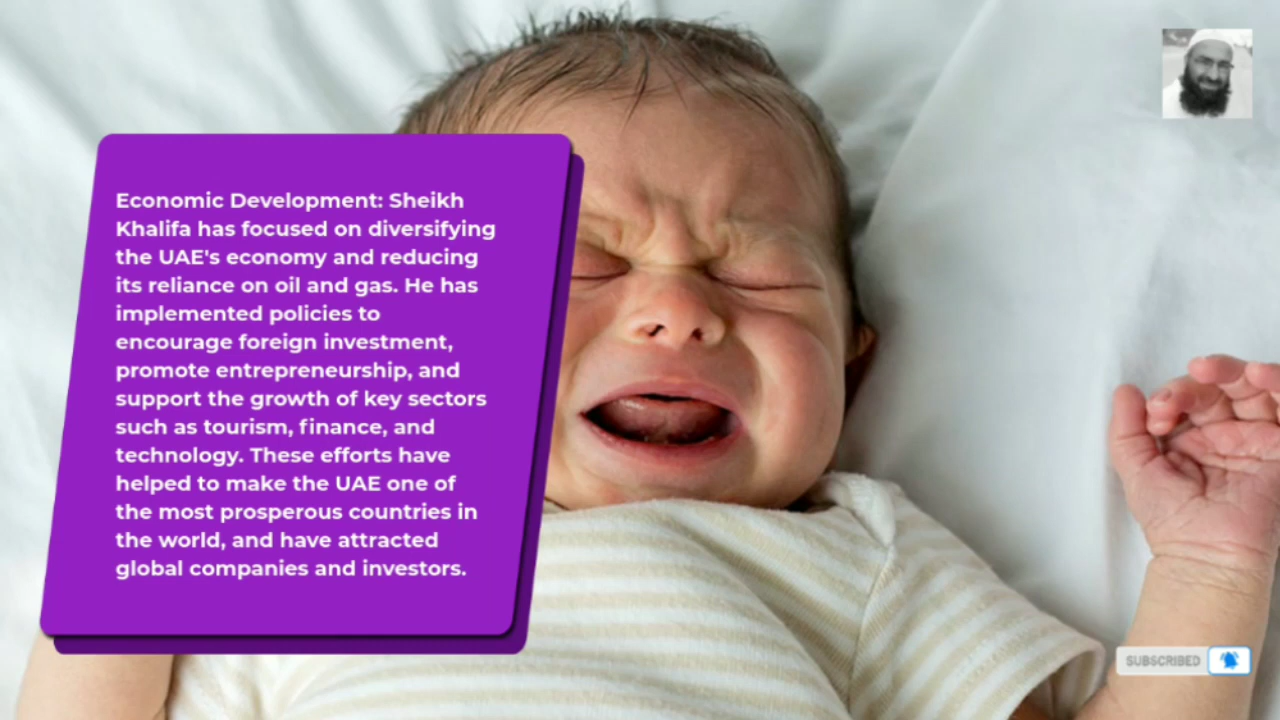 Economic Development: Sheikh
Khalifa has focused on diversifying
the UAE's economy and reducing
its reliance on oil and gas. He has
implemented policies to
encourage foreign investment,
promote entrepreneurship, and
support the growth of key sectors
such as tourism, finance, and
technology. These efforts have
helped to make the UAE one of
the most prosperous countries in
the world, and have attracted
global companies and investors.
SUBSCRIBED